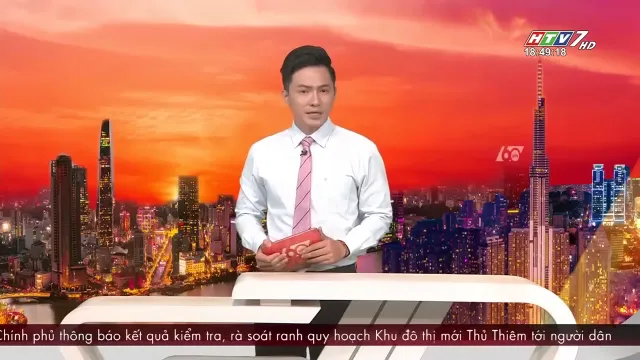 HTV7 HD
18:49:18
60
Chính phủ thông báo kết quả kiểm tra, rà soát ranh quy hoạch Khu đô thị mới Thủ Thiêm tới người dân